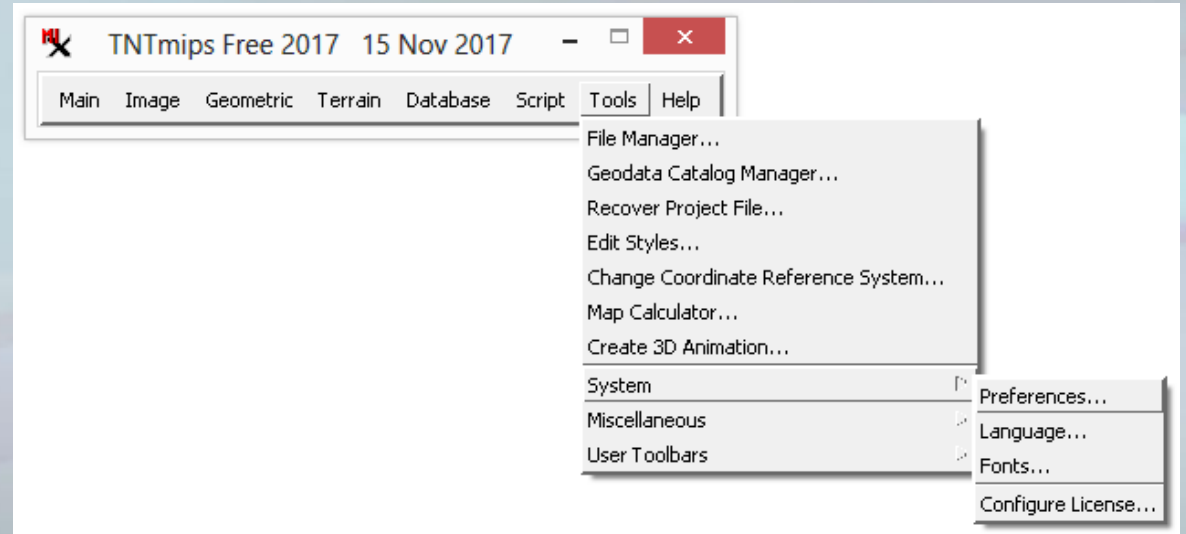 TNTmips Free 2017 15 Nov 2017
Main Image Geometric Terrain Database Script Tools Help
File Manager...
Geodata Catalog Manager...
Recover Project File...
Edit Styles...
Change Coordinate Reference System...
Map Calculator...
Create 3D Animation...
System
Preferences...
Miscellaneous
Language...
User Toolbars
Fonts...
Configure License...